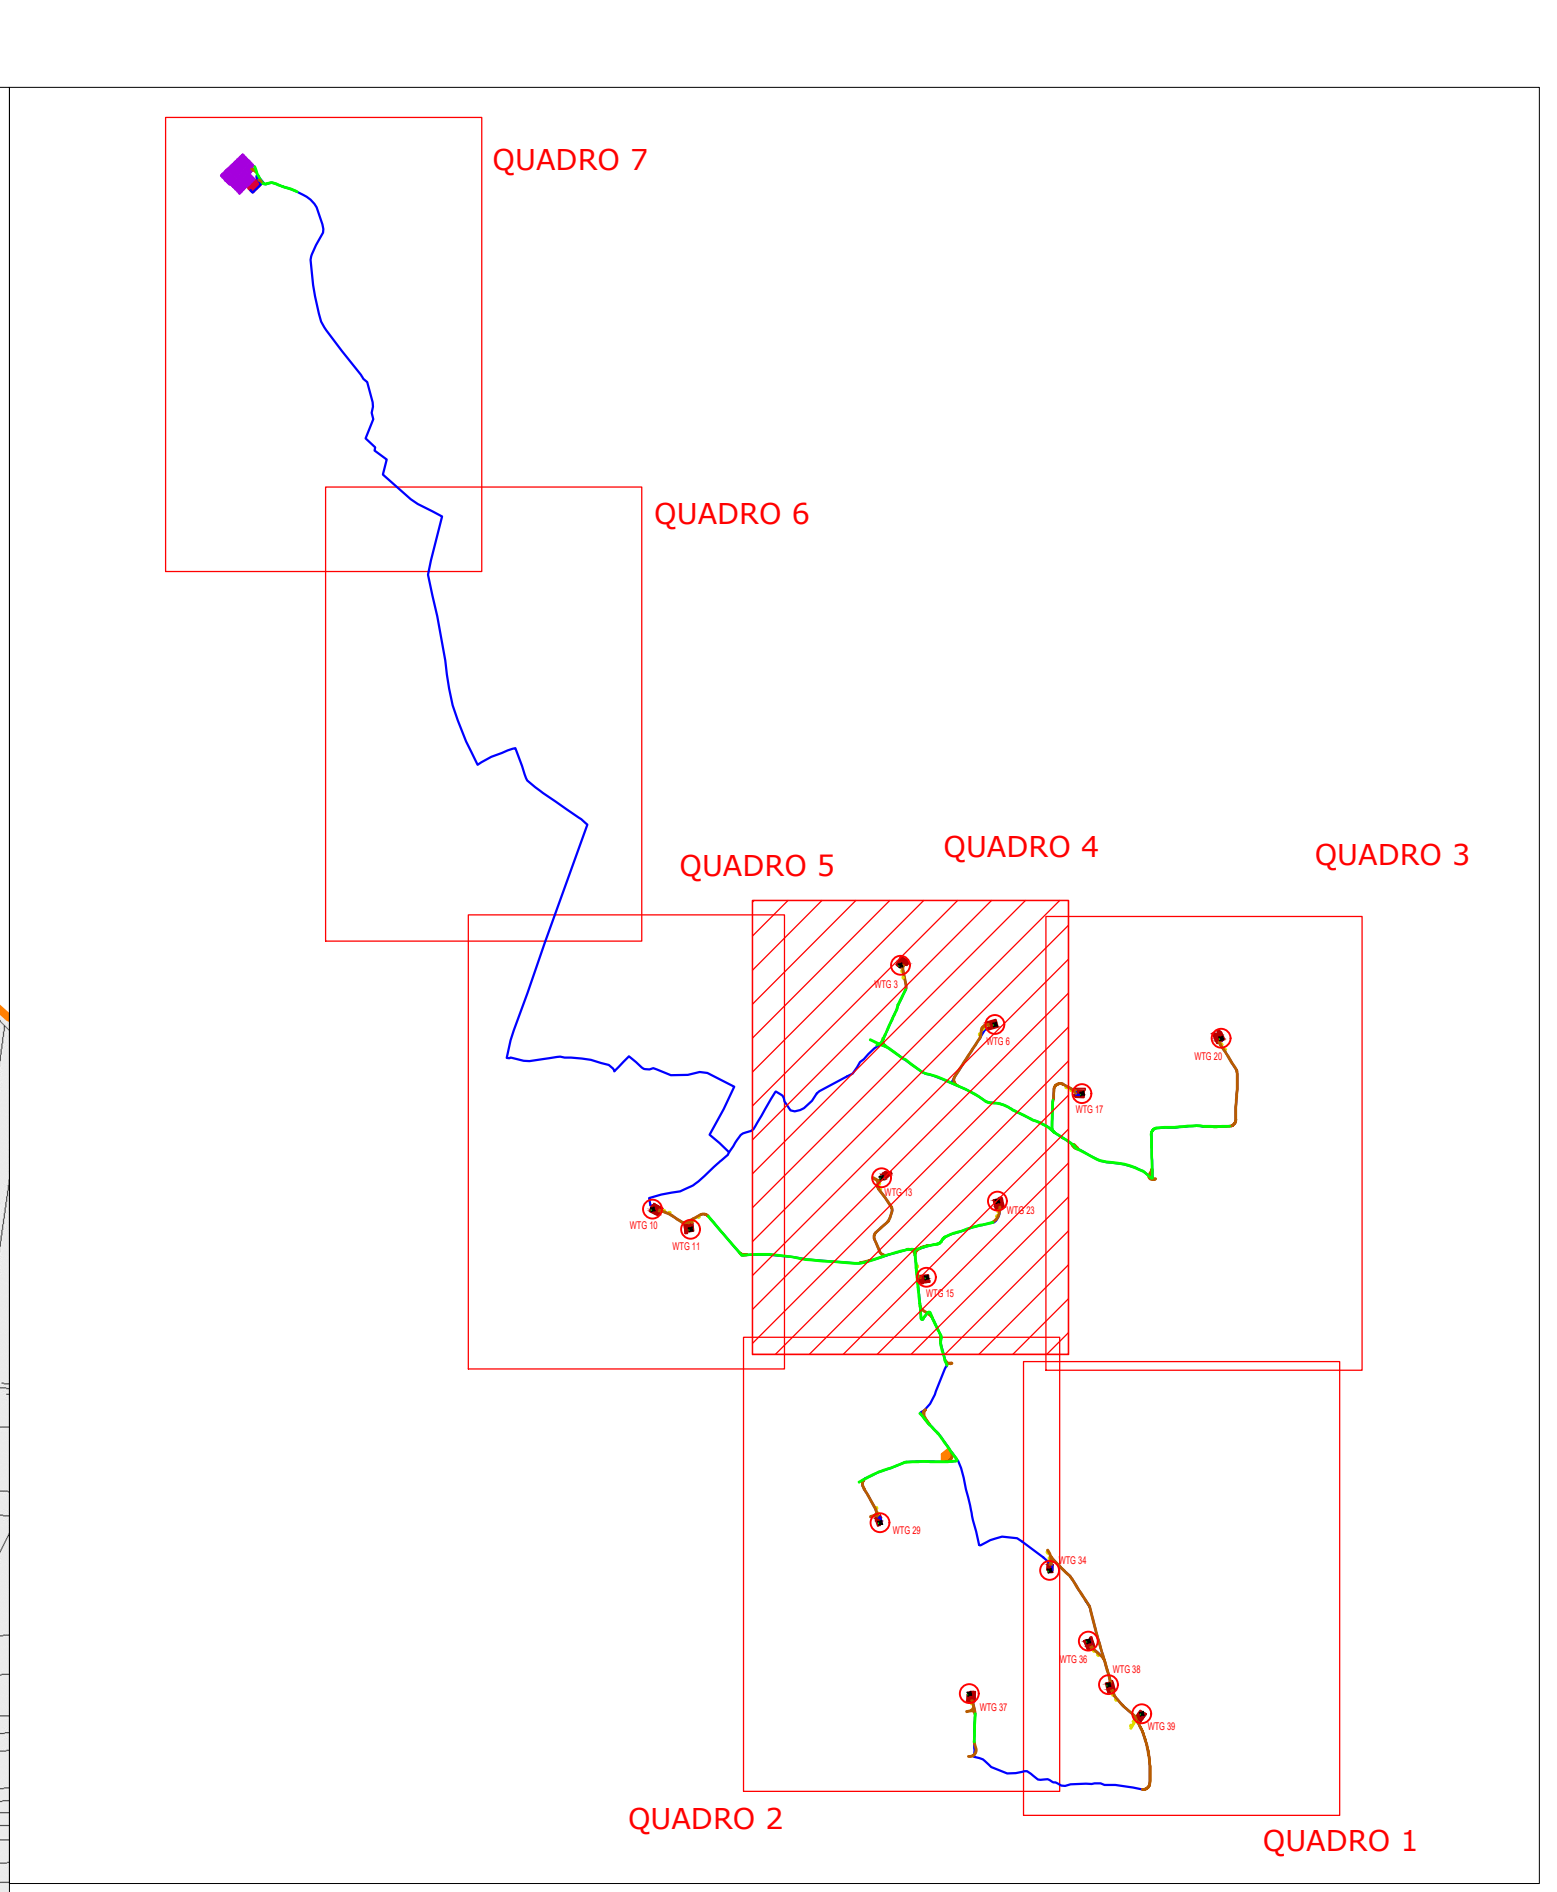 QUADRO 7
QUADRO 6
QUADRO 4
QUADRO 3
QUADRO 5
WTG 3
WTG 6
WTG 20
WTG 17
WTG 13
WTG 23
WTG 10
WTG 11
WTG 15
WTG 29
WTG 34
WTG 36
WTG 38
WTG 37
WTG 39
QUADRO 2
QUADRO 1